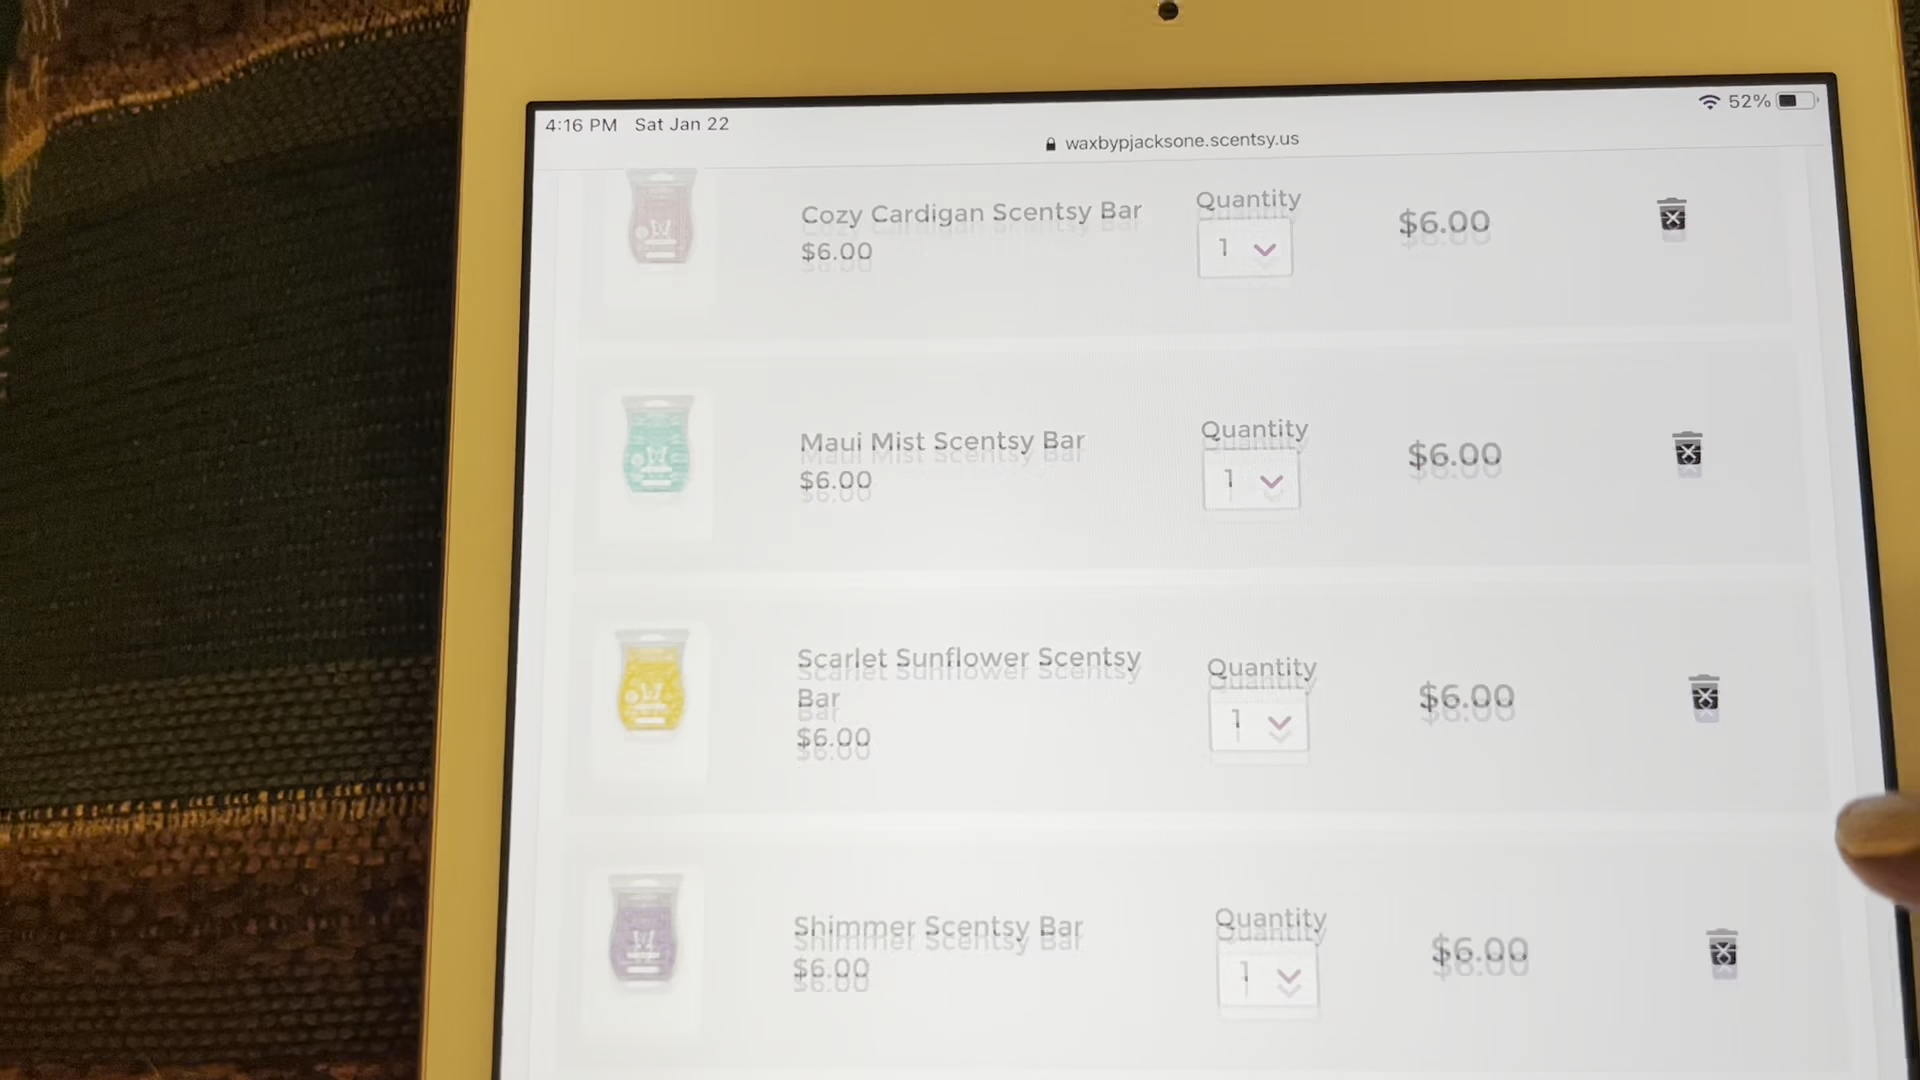 4:16 PM Sat Jan 22
52%
waxbypjacksone.scentsy.us
Cozy Cardigan Scentsy Bar
$6.00
Quantity
1
$6.00
Maui Mist Scentsy Bar
$6.00
Quantity
1
$6.00
Scarlet Sunflower Scentsy
Bar
$6.00
Quantity
1
$6.00
Shimmer Scentsy Bar
$6.00
Quantity
1
$6.00